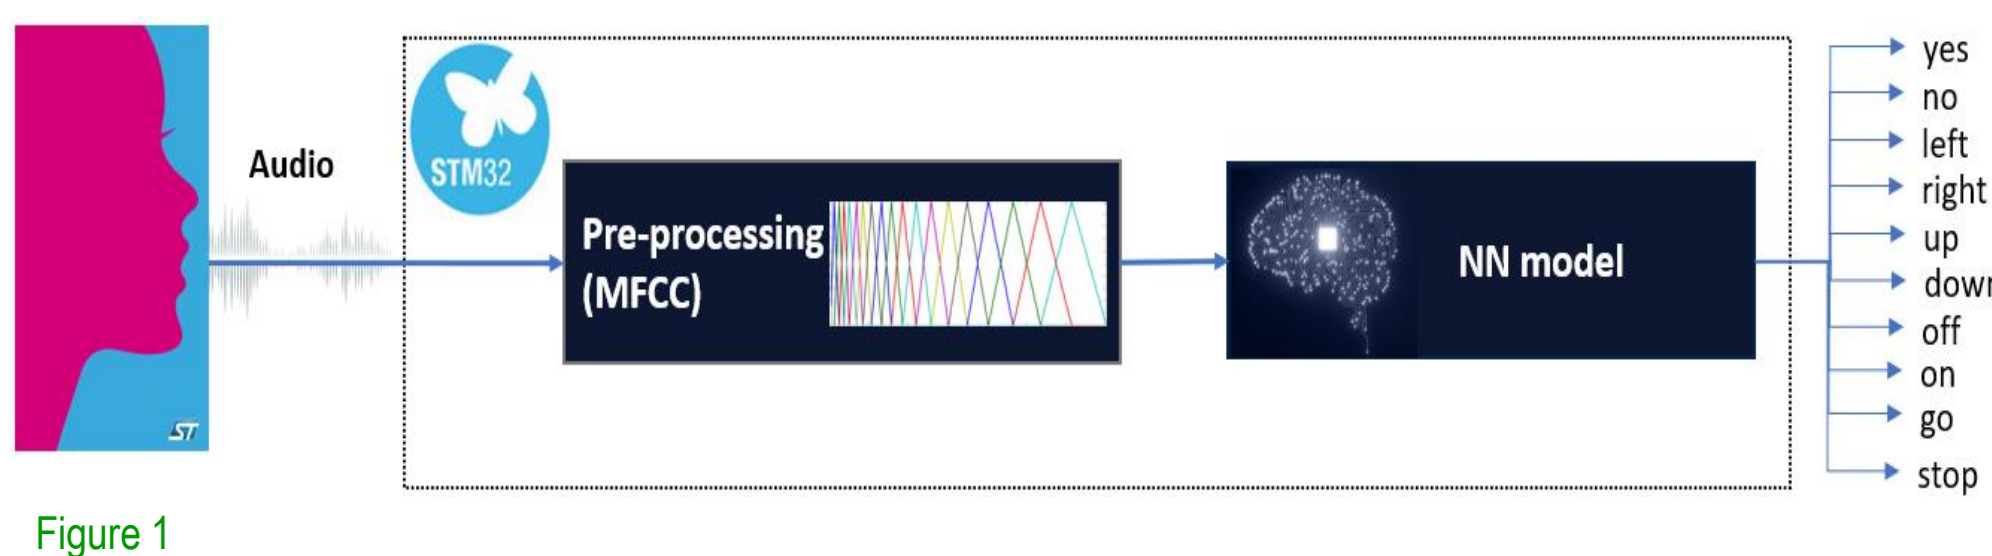 Audio
STM32
Pre-processing
(MFCC)
NN model
yes
no
left
right
up
down
off
on
go
stop
ST
Figure 1